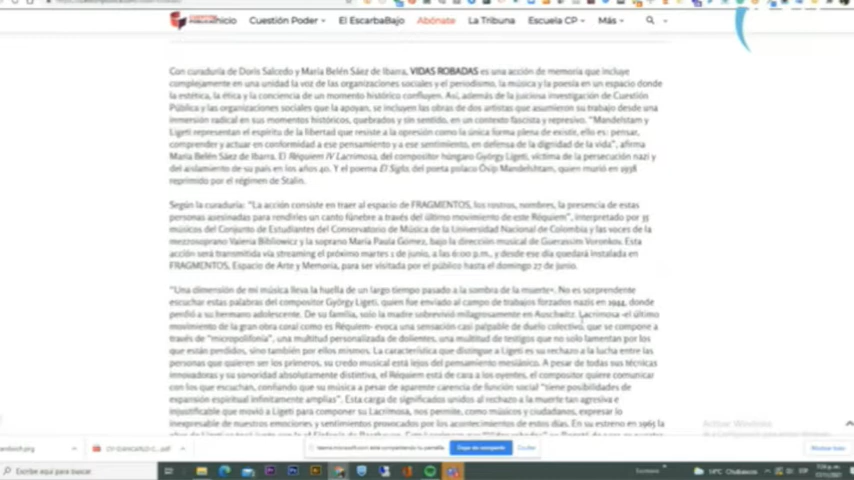 Inicio Cuestión Poder El EscarbaBajo Abónate La Tribuna Escuela CP Más
Con curaduría de Doris Salcedo y María Belén Sáez de Ibarra, VIDAS ROBADAS es una acción de memoria que incluye
complejamente en una unidad la voz de las organizaciones sociales y el periodismo, la música y la poesía en un espacio donde
la estética, la ética y la conciencia de un momento histórico confluyen. Así, además de la juiciosa investigación de Cuestión
Pública y las organizaciones sociales que la apoyan, se incluyen las obras de dos artistas que asumieron su trabajo desde una
inmersión radical en sus momentos históricos, quebrados y sin sentido, en un contexto fascista y represivo. "Mandelstam y
Ligeti representan el espíritu de la libertad que resiste a la opresión como la única forma plena de existir, ello es: pensar,
comprender y actuar en conformidad a ese pensamiento y a ese sentimiento, en defensa de la dignidad de la vida", afirma
María Belén Sáez de Ibarra. El Réquiem IV Lacrimosa, del compositor húngaro György Ligeti, víctima de la persecución nazi y
del aislamiento de su país en los años 40. Y el poema El Siglo, del poeta polaco Ósip Mandelshtam, quien murió en 1938
reprimido por el régimen de Stalin.
Según la curaduría: "La acción consiste en traer al espacio de FRAGMENTOS, los rostros, nombres, la presencia de estas
personas asesinadas para rendirles un canto fúnebre a través del último movimiento de este Réquiem", interpretado por 35
músicos del Conjunto de Estudiantes del Conservatorio de Música de la Universidad Nacional de Colombia y las voces de la
mezzosoprano Valeria Bibliowicz y la soprano María Paula Gómez, bajo la dirección musical de Guerassim Voronkov. Esta
acción será transmitida vía streaming el próximo martes 1 de junio, a las 6:00 p.m., y desde ese día quedará instalada en
FRAGMENTOS, Espacio de Arte y Memoria, para ser visitada por el público hasta el domingo 27 de junio.
"Una dimensión de mi música lleva la huella de un largo tiempo pasado a la sombra de la muerte". No es sorprendente
escuchar estas palabras del compositor György Ligeti, quien fue enviado al campo de trabajos forzados nazis en 1944, donde
perdió a su hermano adolescente. De su familia, solo la madre sobrevivió milagrosamente en Auschwitz. Lacrimosa -el último
movimiento de la gran obra coral como es Réquiem- evoca una sensación casi palpable de duelo colectivo, que se compone a
través de "micropolifonía", una multitud personalizada de dolientes, una multitud de testigos que no solo lamentan por los
que están perdidos, sino también por ellos mismos. La característica que distingue a Ligeti es su rechazo a la lucha entre las
personas que quieren ser los primeros, su credo musical está lejos del pensamiento mesiánico. A pesar de todas sus técnicas
innovadoras y su sonoridad absolutamente distintiva, el Réquiem está de cara a los oyentes, el compositor quiere comunicar
con los que escuchan, confiando que su música a pesar de aparente carencia de función social "tiene posibilidades de
expansión espiritual infinitamente amplias". Esta carga de significados unidos al rechazo a la muerte tan agresiva e
injustificable que movió a Ligeti para componer su Lacrimosa, nos permite, como músicos y ciudadanos, expresar lo
inexpresable de nuestros emociones y sentimientos provocados por los acontecimientos de estos días. En su estreno en 1965
Activar Windows
Dejar de compartir Ocultar
Mostrar todo
Escribe aquí para buscar
14°C Chubascos